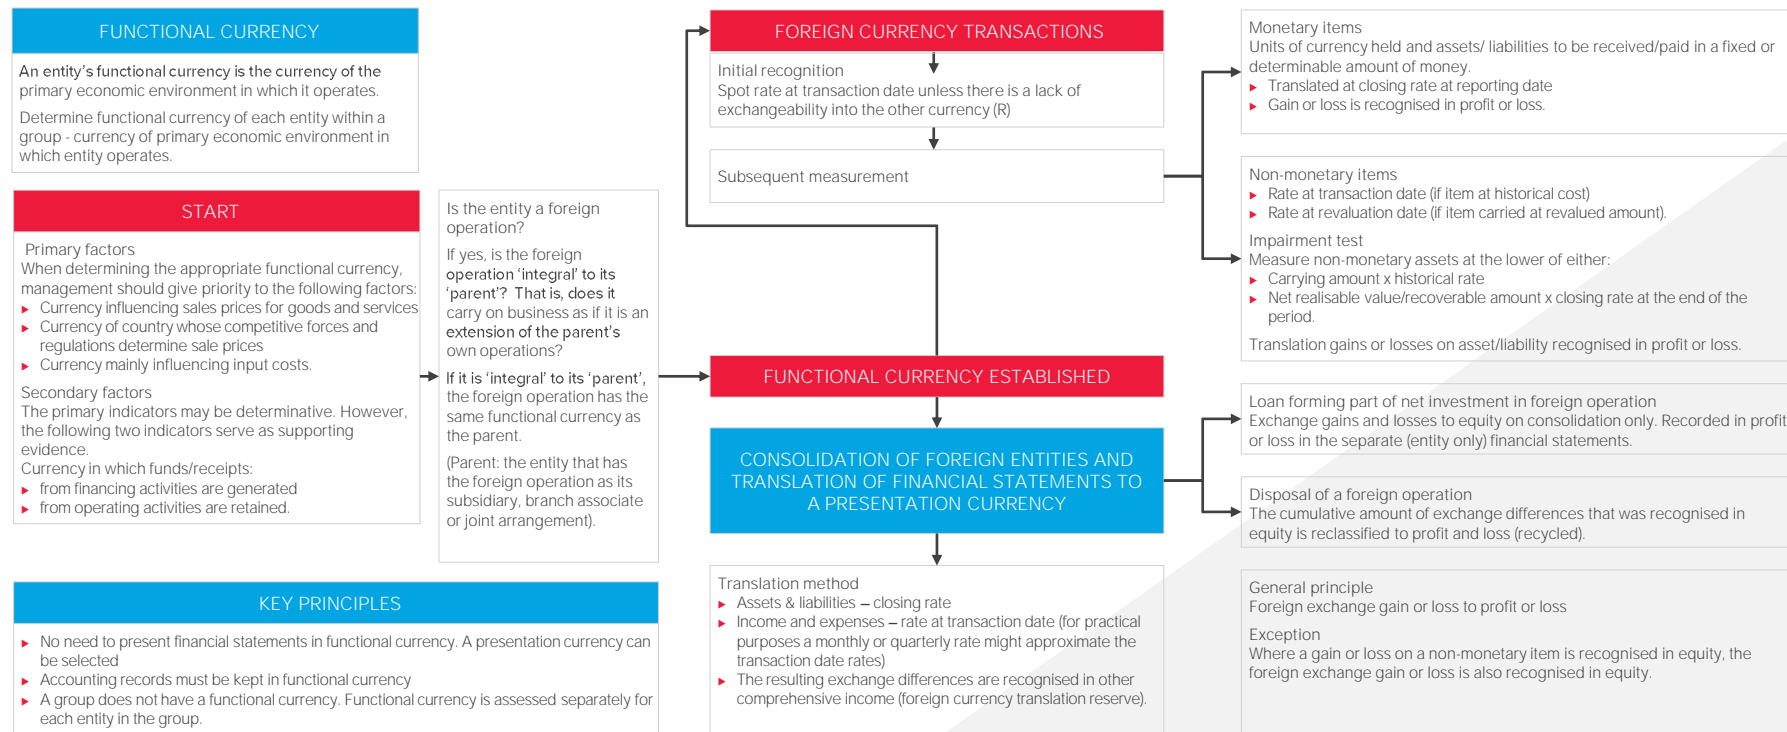 FUNCTIONAL CURRENCY
An entity's functional currency is the currency of the
primary economic environment in which it operates.
Determine functional currency of each entity within a
group - currency of primary economic environment in
which entity operates.
START
Primary factors
When determining the appropriate functional currency,
management should give priority to the following factors:
► Currency influencing sales prices for goods and services
► Currency of country whose competitive forces and
regulations determine sale prices
► Currency mainly influencing input costs.
Secondary factors
The primary indicators may be determinative. However,
the following two indicators serve as supporting
evidence.
Currency in which funds/receipts:
► from financing activities are generated
► from operating activities are retained.
Is the entity a foreign
operation?
If yes, is the foreign
operation 'integral' to its
'parent'? That is, does it
carry on business as if it is an
extension of the parent's
own operations?
If it is 'integral' to its 'parent',
the foreign operation has the
same functional currency as
the parent.
(Parent: the entity that has
the foreign operation as its
subsidiary, branch associate
or joint arrangement).
KEY PRINCIPLES
► No need to present financial statements in functional currency. A presentation currency can
be selected
► Accounting records must be kept in functional currency
► A group does not have a functional currency. Functional currency is assessed separately for
each entity in the group.
FOREIGN CURRENCY TRANSACTIONS
Initial recognition
Spot rate at transaction date unless there is a lack of
exchangeability into the other currency (R)
Subsequent measurement
FUNCTIONAL CURRENCY ESTABLISHED
CONSOLIDATION OF FOREIGN ENTITIES AND
TRANSLATION OF FINANCIAL STATEMENTS TO
A PRESENTATION CURRENCY
Translation method
► Assets & liabilities – closing rate
► Income and expenses – rate at transaction date (for practical
purposes a monthly or quarterly rate might approximate the
transaction date rates)
► The resulting exchange differences are recognised in other
comprehensive income (foreign currency translation reserve).
Monetary items
Units of currency held and assets/ liabilities to be received/paid in a fixed or
determinable amount of money.
► Translated at closing rate at reporting date
► Gain or loss is recognised in profit or loss.
Non-monetary items
► Rate at transaction date (if item at historical cost)
► Rate at revaluation date (if item carried at revalued amount).
Impairment test
Measure non-monetary assets at the lower of either:
► Carrying amount x historical rate
► Net realisable value/recoverable amount x closing rate at the end of the
period.
Translation gains or losses on asset/liability recognised in profit or loss.
Loan forming part of net investment in foreign operation
Exchange gains and losses to equity on consolidation only. Recorded in profit
or loss in the separate (entity only) financial statements.
Disposal of a foreign operation
The cumulative amount of exchange differences that was recognised in
equity is reclassified to profit and loss (recycled).
General principle
Foreign exchange gain or loss to profit or loss
Exception
Where a gain or loss on a non-monetary item is recognised in equity, the
foreign exchange gain or loss is also recognised in equity.